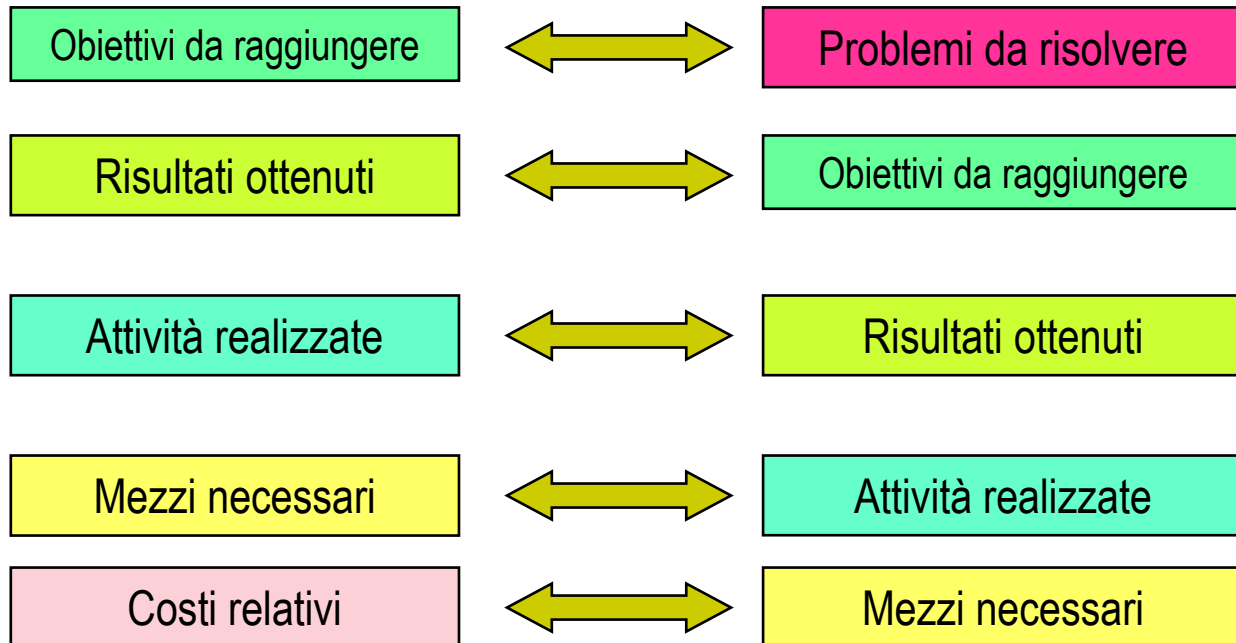 Obiettivi da raggiungere
Problemi da risolvere
Risultati ottenuti
Obiettivi da raggiungere
Attività realizzate
Risultati ottenuti
Mezzi necessari
Attività realizzate
Costi relativi
Mezzi necessari